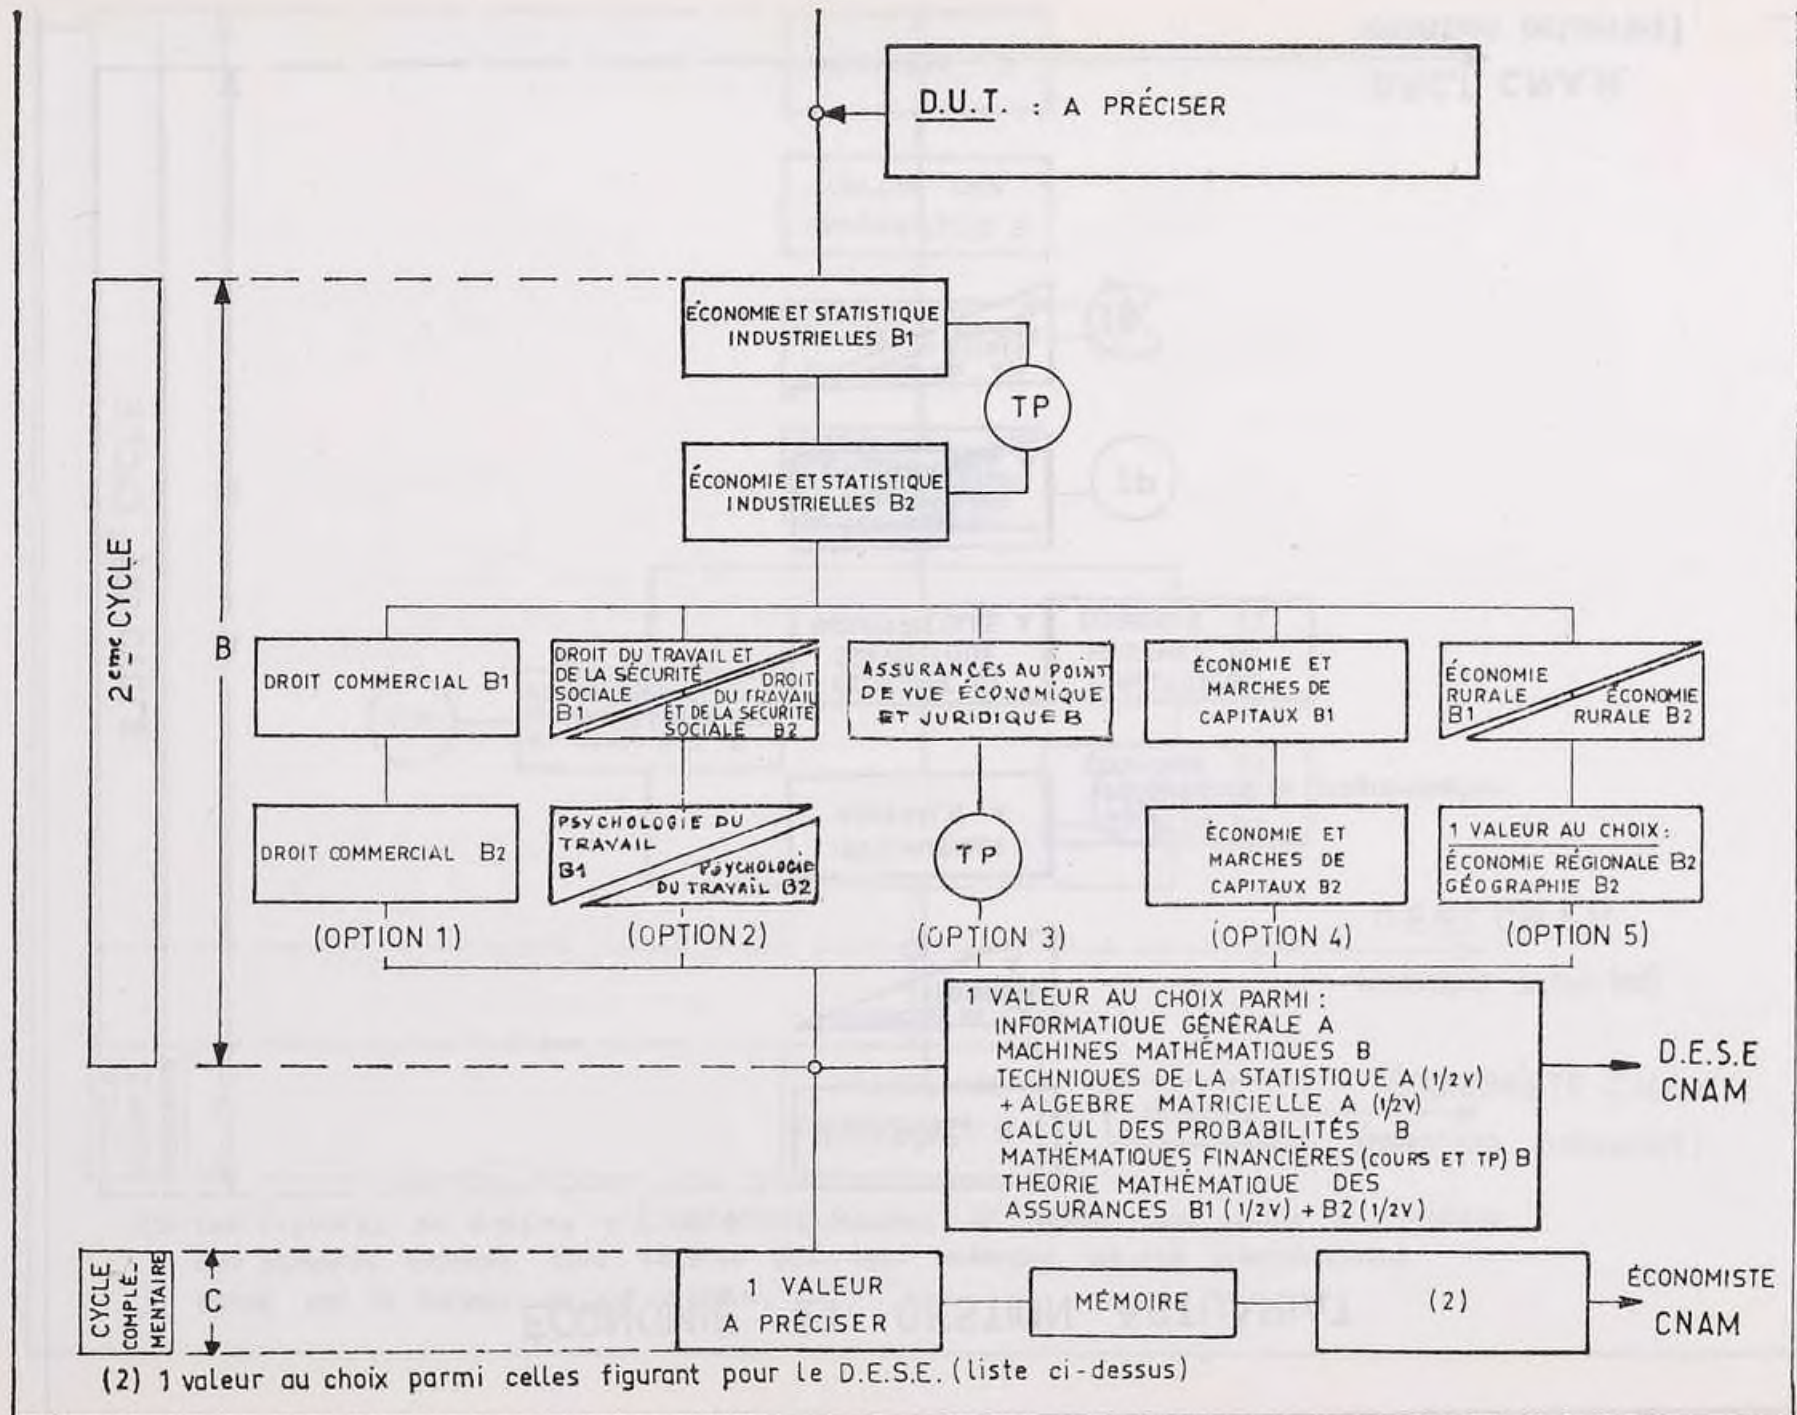 D.U.T. : A PRÉCISER
ÉCONOMIE ET STATISTIQUE
INDUSTRIELLES B1
TP
ÉCONOMIE ET STATISTIQUE
INDUSTRIELLES B2
2eme CYCLE
B
DROIT COMMERCIAL B1
DROIT DU TRAVAIL ET
DE LA SÉCURITÉ
SOCIALE
B1
DROIT
DU TRAVAIL
ET DE LA SECURITE
SOCIALE B2
ASSURANCES AU POINT
DE VUE ECONOMIQUE
ET JURIDIQUE B
ÉCONOMIE ET
MARCHES DE
CAPITAUX B1
ÉCONOMIE
RURALE
B1
ÉCONOMIE
RURALE B2
DROIT COMMERCIAL B2
PSYCHOLOGIE DU
TRAVAIL
B1
PSYCHOLOGIE
DU TRAVAIL B2
TP
ÉCONOMIE ET
MARCHES DE
CAPITAUX B2
1 VALEUR AU CHOIX :
ÉCONOMIE RÉGIONALE B2
GÉOGRAPHIE B2
(OPTION 1)
(OPTION 2)
(OPTION 3)
(OPTION 4)
(OPTION 5)
1 VALEUR AU CHOIX PARMI :
INFORMATIQUE GÉNÉRALE A
MACHINES MATHÉMATIQUES B
TECHNIQUES DE LA STATISTIQUE A (1/2 V)
+ ALGEBRE MATRICIELLE A (1/2V)
CALCUL DES PROBABILITÉS B
MATHÉMATIQUES FINANCIÈRES (COURS ET TP) B
THEORIE MATHÉMATIQUE DES
ASSURANCES B1 (1/2V) + B2 (1/2V)
D.E.S.E
CNAM
CYCLE
COMPLÉ-
MENTAIRE
C
1 VALEUR
A PRÉCISER
MÉMOIRE
(2)
ÉCONOMISTE
CNAM
(2) 1 valeur au choix parmi celles figurant pour le D.E.S.E. (liste ci-dessus)